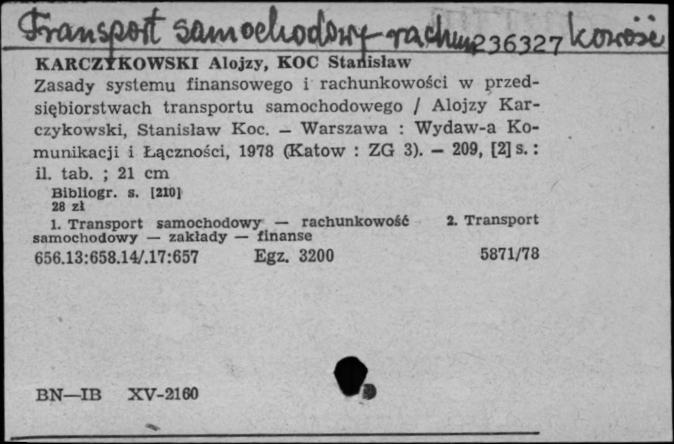 Transport samochodowy-rachun 236327 kowość
KARCZYKOWSKI Alojzy, KOC Stanisław
Zasady systemu finansowego i rachunkowości w przed-
siębiorstwach transportu samochodowego / Alojzy Kar-
czykowski, Stanisław Koc. — Warszawa : Wydaw-a Ko-
munikacji i Łączności, 1978 (Katow : ZG 3). — 209, [2] s. :
il. tab. ; 21 cm
Bibliogr. s. [210]
28 zł
1. Transport samochodowy — rachunkowość 2. Transport
samochodowy — zakłady — finanse
656.13:658.14/.17:657 Egz. 3200 5871/78
BN—IB XV-2160